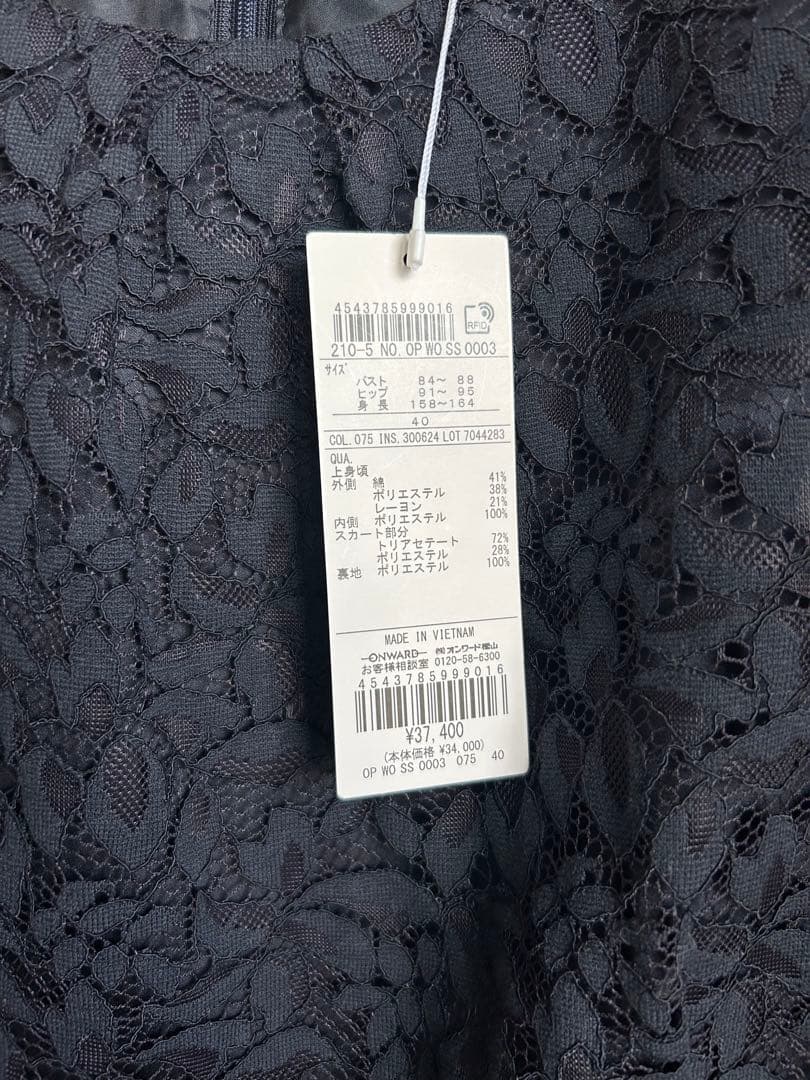 4543785999016
RFID
210-5 NO. OP WO SS 0003
サイズ
バスト 84～ 88
ヒップ 91～ 95
身長 158～164
40
COL. 075 INS. 300624 LOT 7044283
QUA.
上身頃
外側 綿 41%
ポリエステル 38%
レーヨン 21%
内側 ポリエステル 100%
スカート部分
トリアセテート 72%
ポリエステル 28%
裏地 ポリエステル 100%
MADE IN VIETNAM
ONWARD ㈱オンワード樫山
お客様相談室 0120-58-6300
4543785999016
¥37,400
(本体価格 ¥34,000)
OP WO SS 0003 075 40